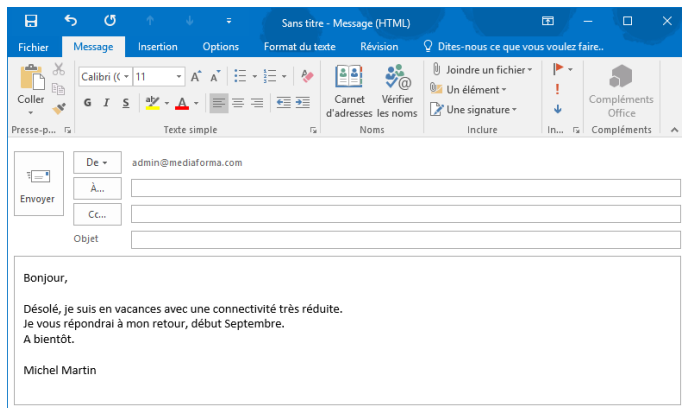 Sans titre - Message (HTML)
Fichier Message Insertion Options Format du texte Révision Dites-nous ce que vous voulez faire..
Calibri (C 11 A A Joindre un fichier
Coller Carnet d'adresses Vérifier les noms Un élément Compléments Office
G I S ab A Une signature
Presse-p... Texte simple Noms Inclure In... Compléments
De admin@mediaforma.com
Envoyer
À...
Cc...
Objet
Bonjour,
Désolé, je suis en vacances avec une connectivité très réduite.
Je vous répondrai à mon retour, début Septembre.
A bientôt.
Michel Martin